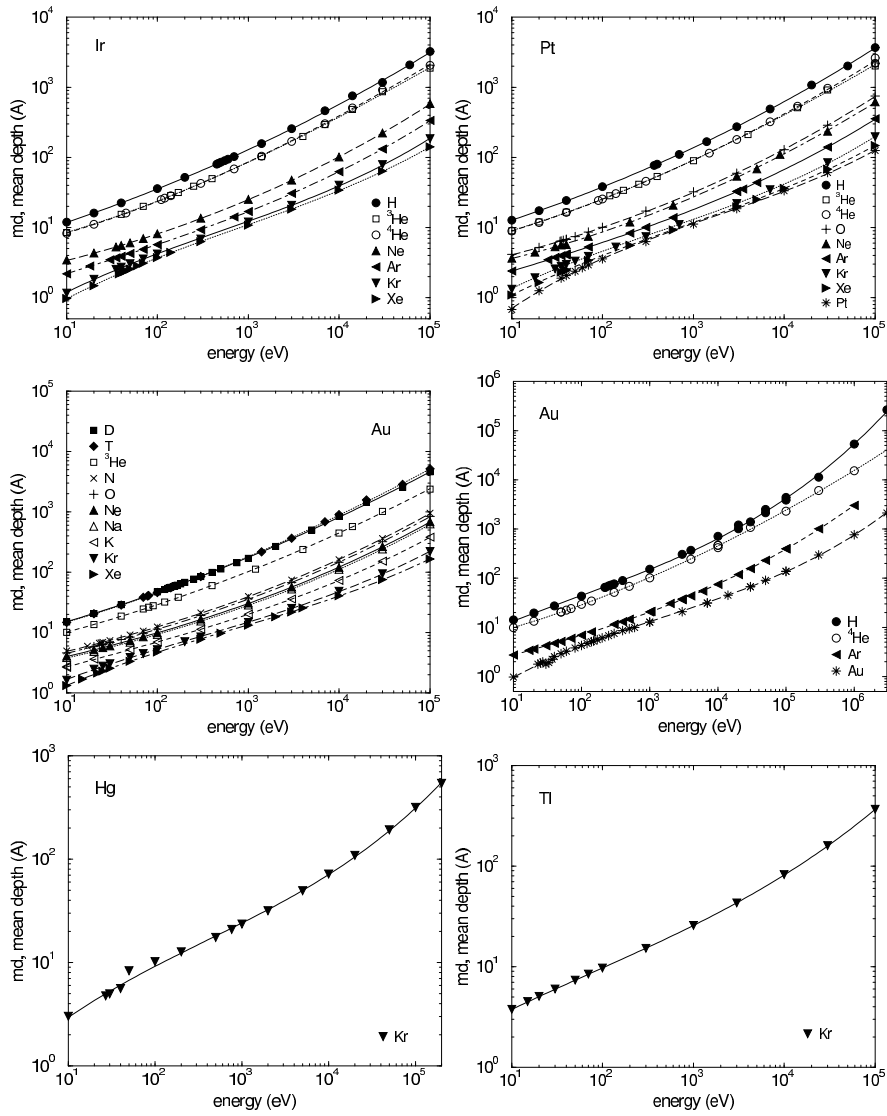 Ir
md, mean depth (A)
10^4
10^3
10^2
10^1
10^0
H
^3He
^4He
Ne
Ar
Kr
Xe
10^1 10^2 10^3 10^4 10^5
energy (eV)
Pt
md, mean depth (A)
10^4
10^3
10^2
10^1
10^0
H
^3He
^4He
O
Ne
Ar
Kr
Xe
Pt
10^1 10^2 10^3 10^4 10^5
energy (eV)
Au
md, mean depth (A)
10^5
10^4
10^3
10^2
10^1
10^0
D
T
^3He
N
O
Ne
Na
K
Kr
Xe
10^1 10^2 10^3 10^4 10^5
energy (eV)
Au
md, mean depth (A)
10^6
10^5
10^4
10^3
10^2
10^1
10^0
H
^4He
Ar
Au
10^1 10^2 10^3 10^4 10^5 10^6
energy (eV)
Hg
md, mean depth (A)
10^3
10^2
10^1
10^0
Kr
10^1 10^2 10^3 10^4 10^5
energy (eV)
Tl
md, mean depth (A)
10^3
10^2
10^1
10^0
Kr
10^1 10^2 10^3 10^4 10^5
energy (eV)